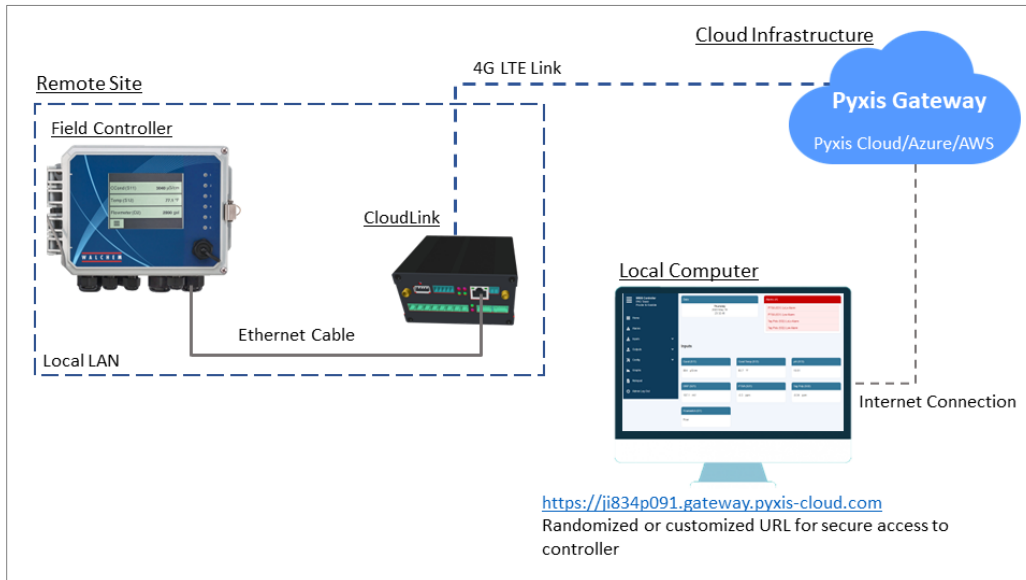 Cloud Infrastructure
4G LTE Link
Remote Site
Pyxis Gateway
Field Controller
Pyxis Cloud/Azure/AWS
CloudLink
WALCHEM
Local Computer
Ethernet Cable
Inputs
Local LAN
Internet Connection
https://ji834p091.gateway.pyxis-cloud.com
Randomized or customized URL for secure access to
controller